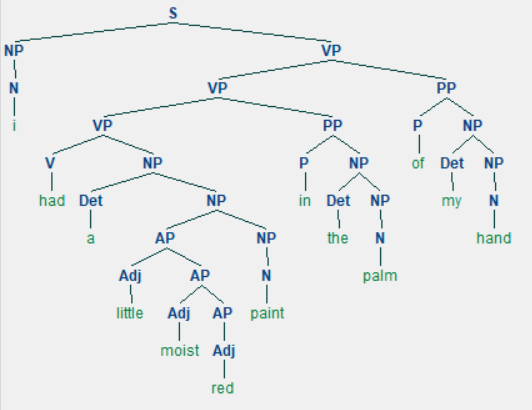 S
NP VP
N VP PP
i VP PP P NP
V NP P NP of Det NP
had Det NP in Det NP my N
a AP NP the N hand
Adj AP N palm
little Adj AP paint
moist Adj
red